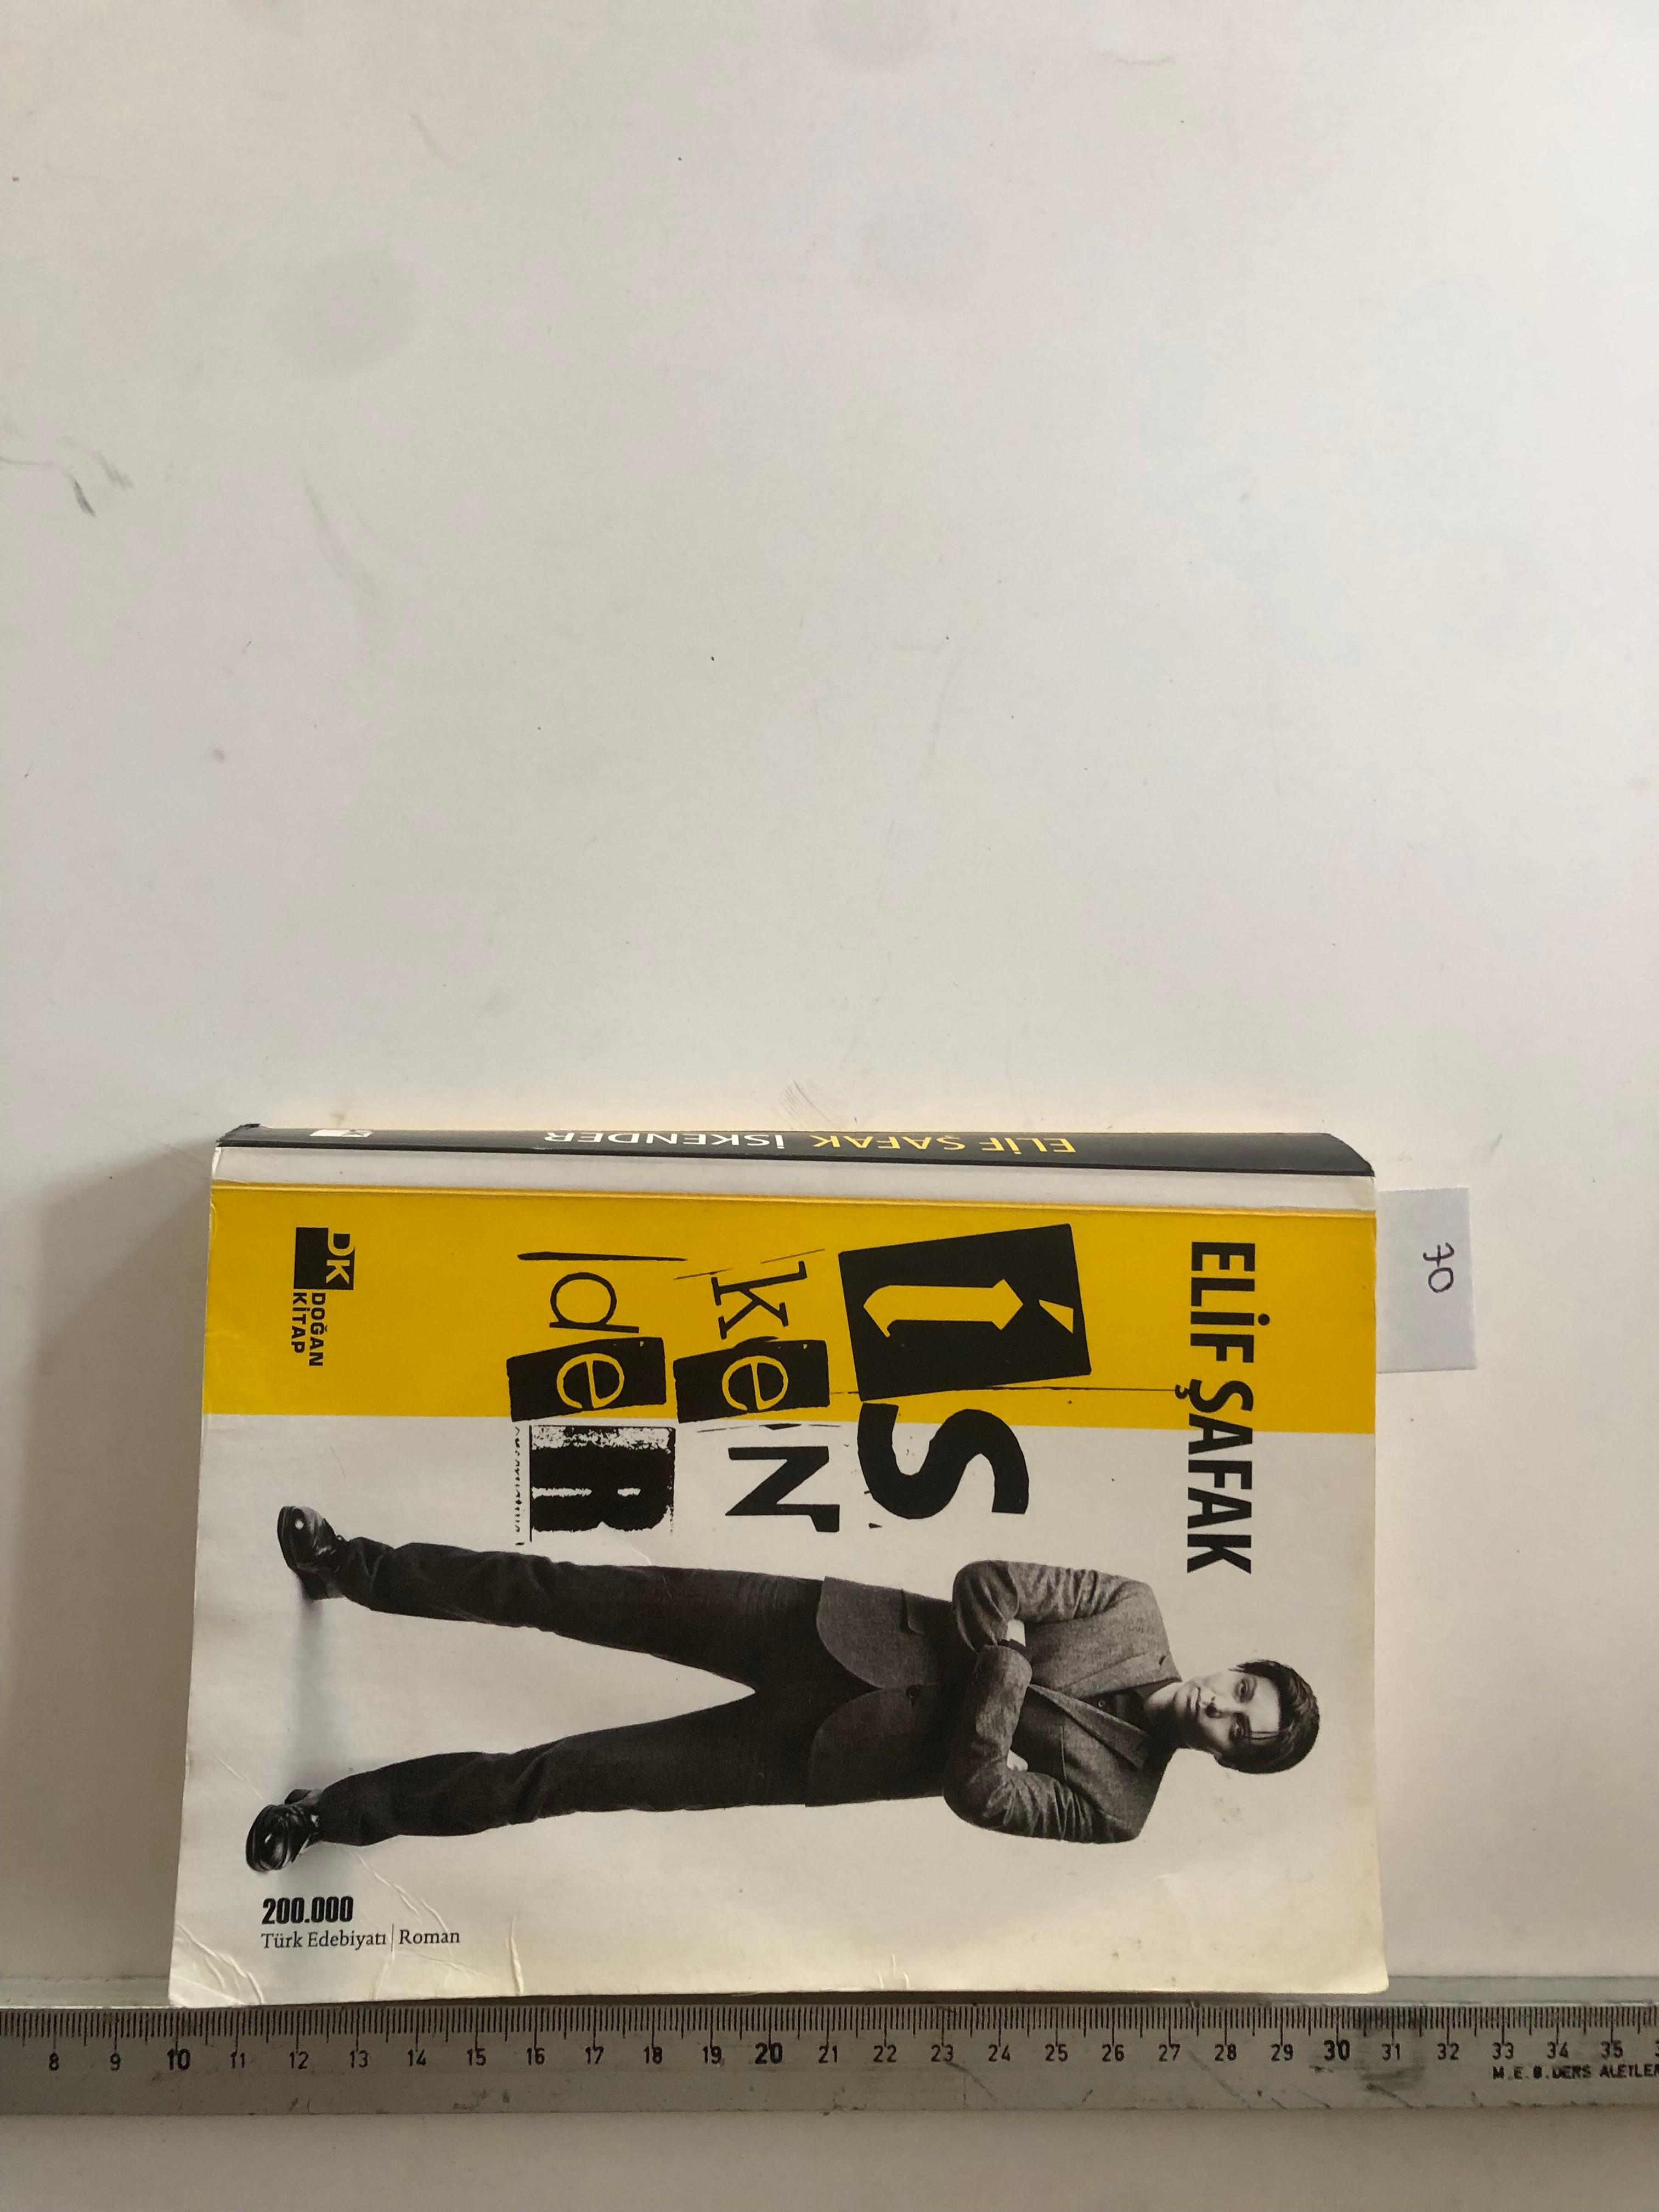 ELİF ŞAFAK İSKENDER
ELİF ŞAFAK
İS
keN
deR
DK
DOĞAN
KİTAP
200.000
Türk Edebiyatı | Roman
70
8 9 10 11 12 13 14 15 16 17 18 19 20 21 22 23 24 25 26 27 28 29 30 31 32 33 34 35
M.E.B. DERS ALETLER